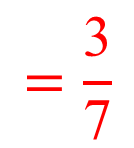 = 3/7